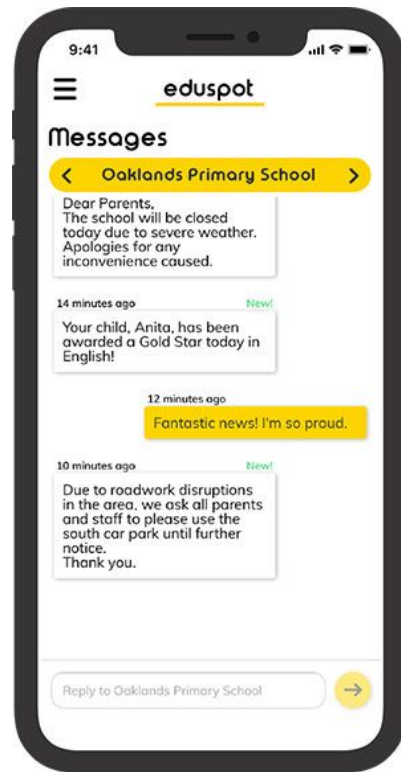 9:41
eduspot
Messages
Oaklands Primary School
Dear Parents,
The school will be closed
today due to severe weather.
Apologies for any
inconvenience caused.
14 minutes ago New!
Your child, Anita, has been
awarded a Gold Star today in
English!
12 minutes ago
Fantastic news! I'm so proud.
10 minutes ago New!
Due to roadwork disruptions
in the area, we ask all parents
and staff to please use the
south car park until further
notice.
Thank you.
Reply to Oaklands Primary School